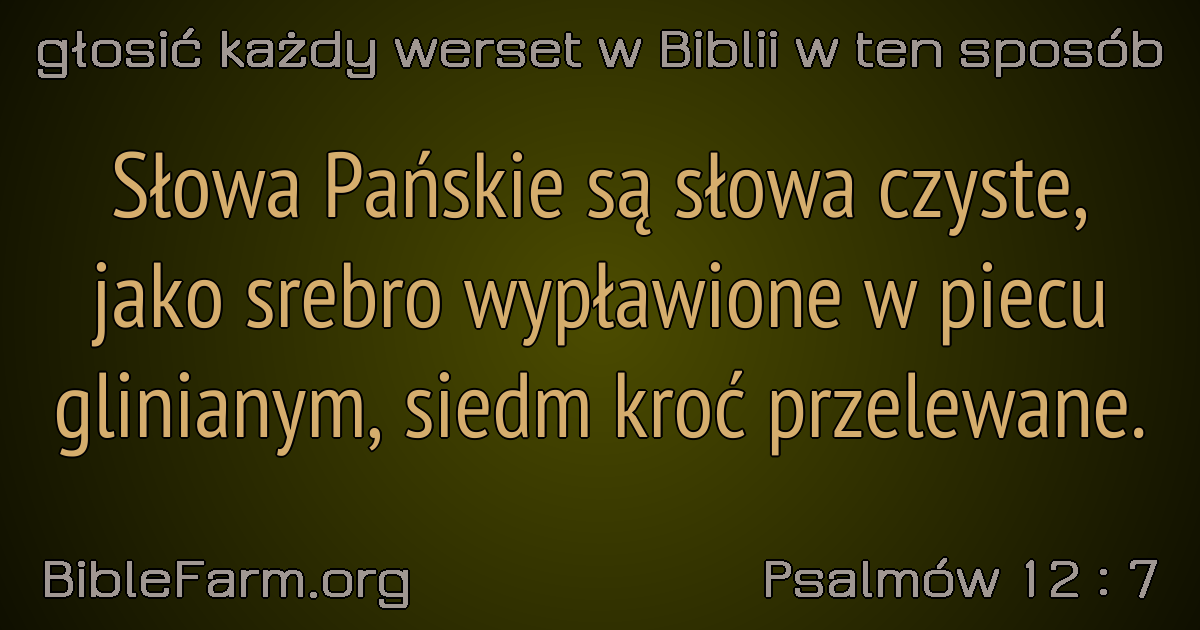 głosić każdy werset w Biblii w ten sposób
Słowa Pańskie są słowa czyste,
jako srebro wypławione w piecu
glinianym, siedm kroć przelewane.
BibleFarm.org
Psalmów 12 : 7